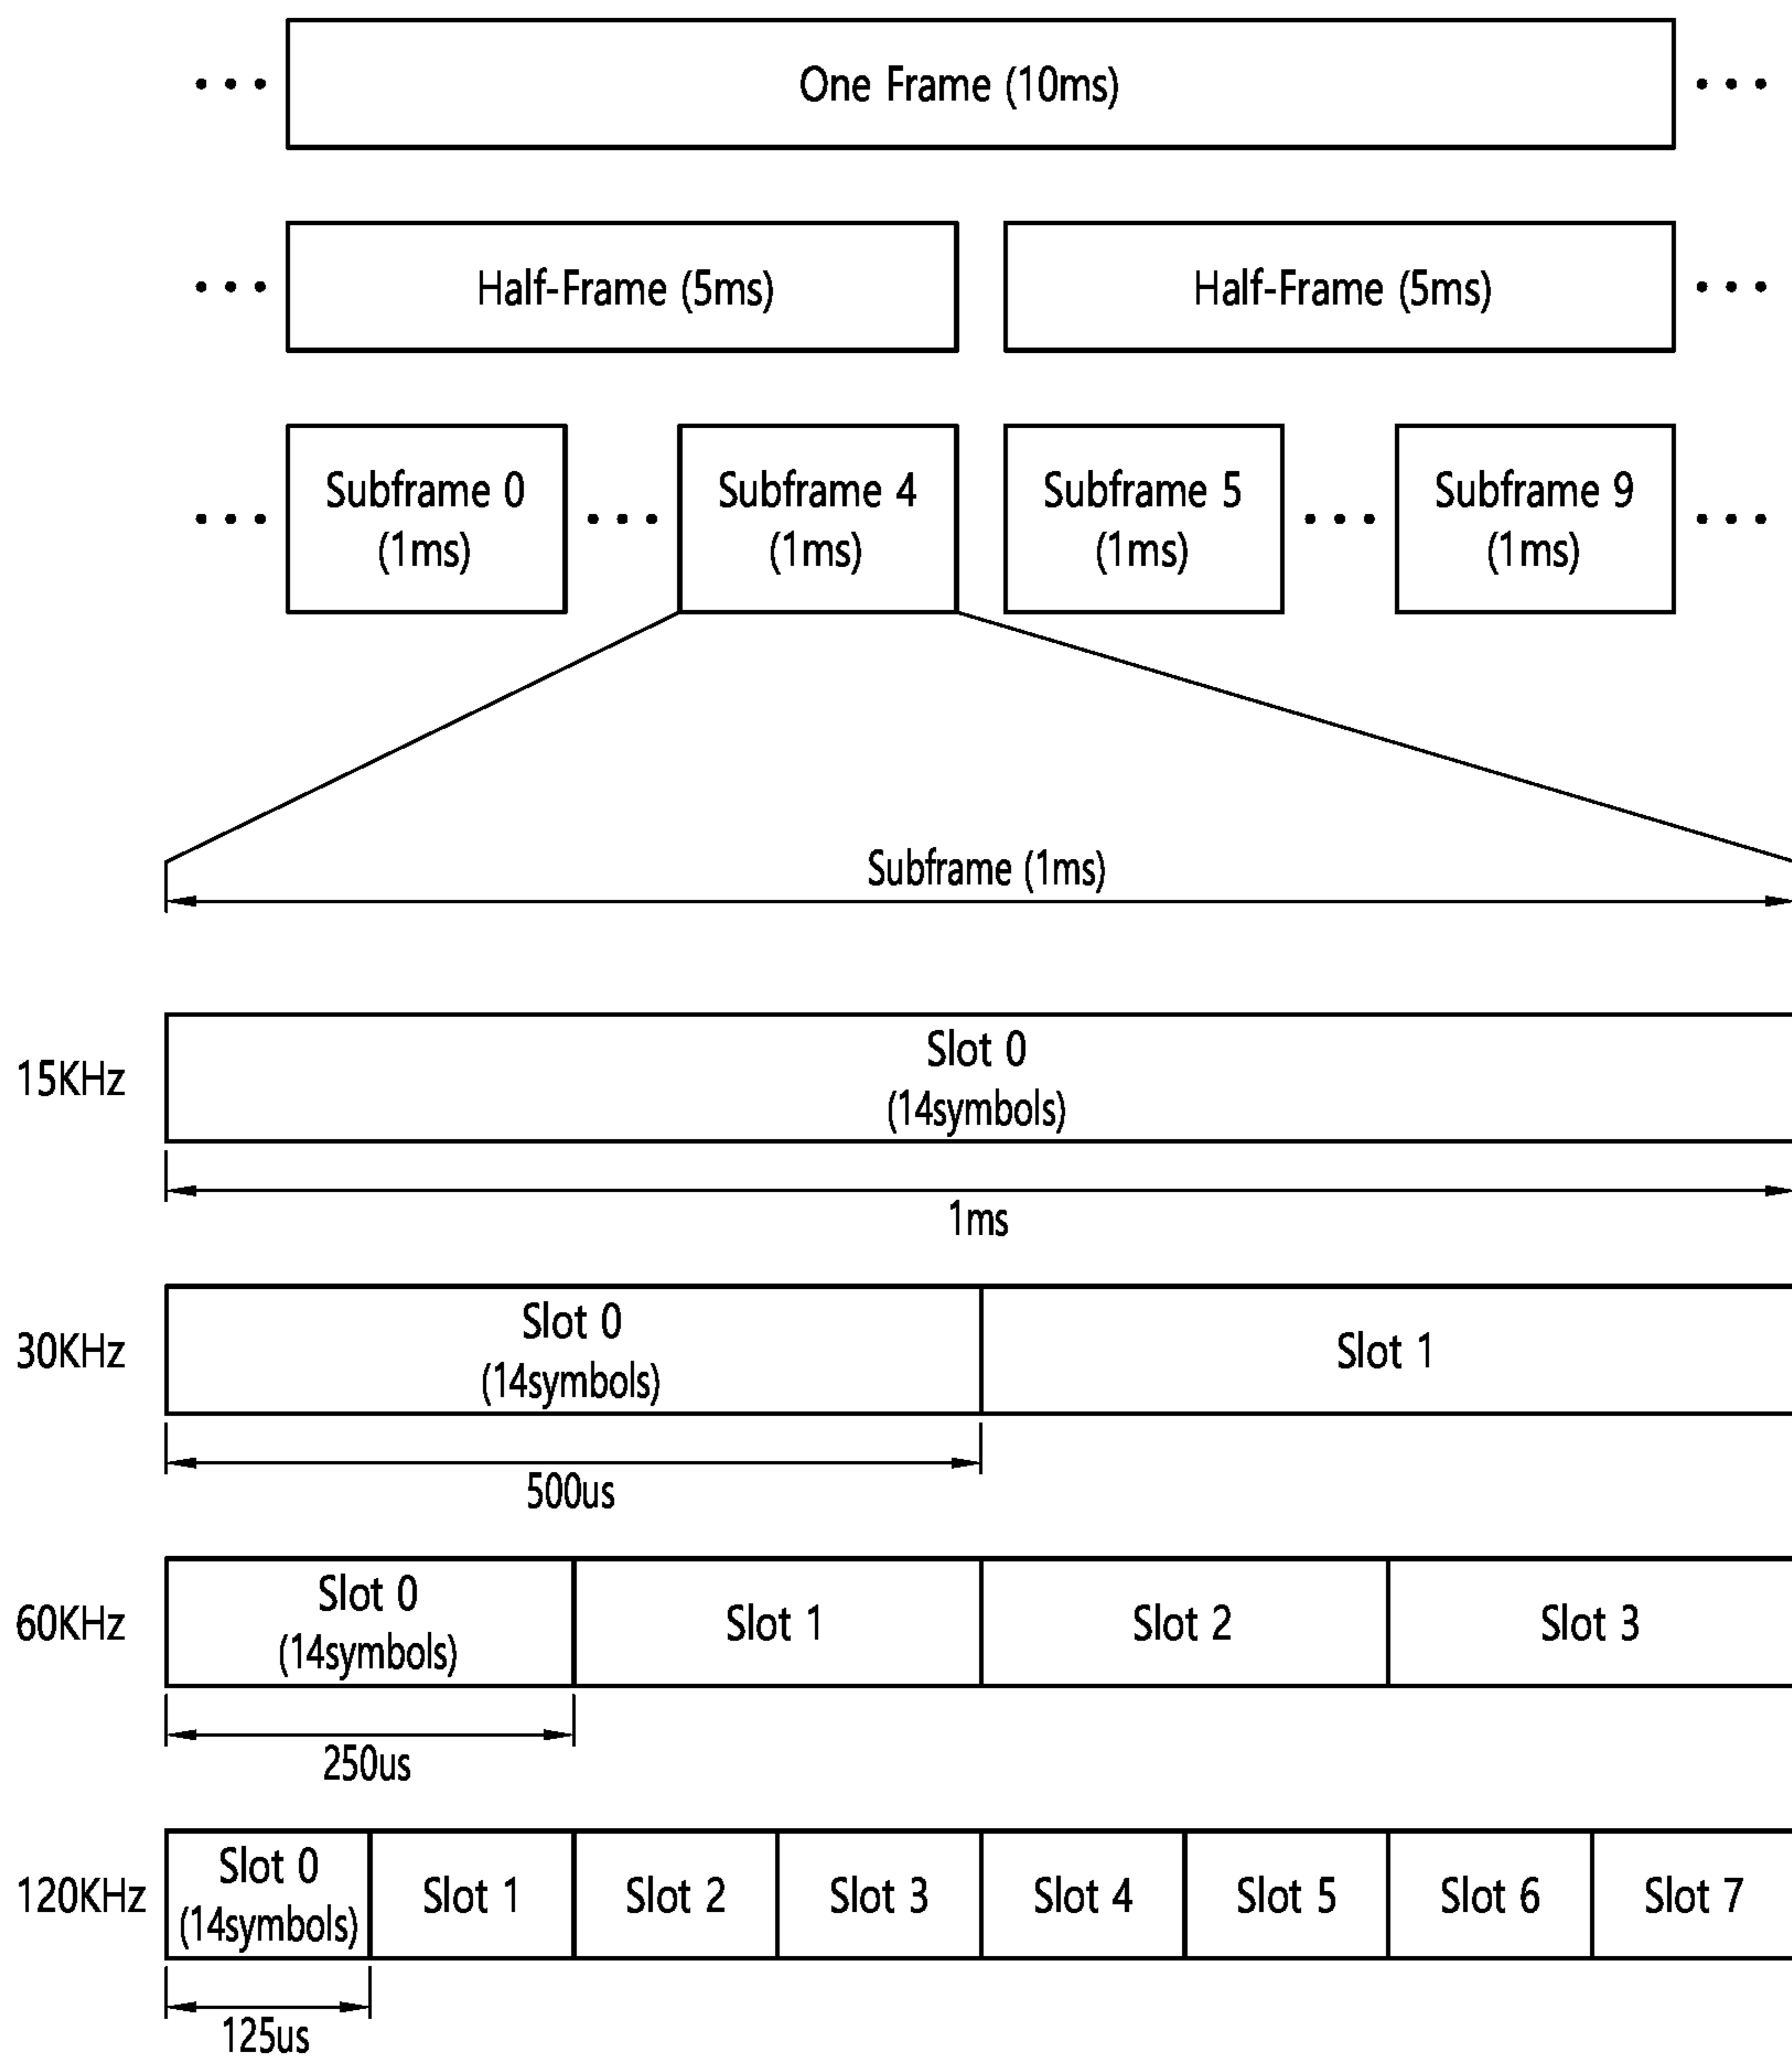 One Frame (10ms)
Half-Frame (5ms)
Half-Frame (5ms)
Subframe 0
(1ms)
Subframe 4
(1ms)
Subframe 5
(1ms)
Subframe 9
(1ms)
Subframe (1ms)
15KHz
Slot 0
(14symbols)
1ms
30KHz
Slot 0
(14symbols)
Slot 1
500us
60KHz
Slot 0
(14symbols)
Slot 1
Slot 2
Slot 3
250us
120KHz
Slot 0
(14symbols)
Slot 1
Slot 2
Slot 3
Slot 4
Slot 5
Slot 6
Slot 7
125us